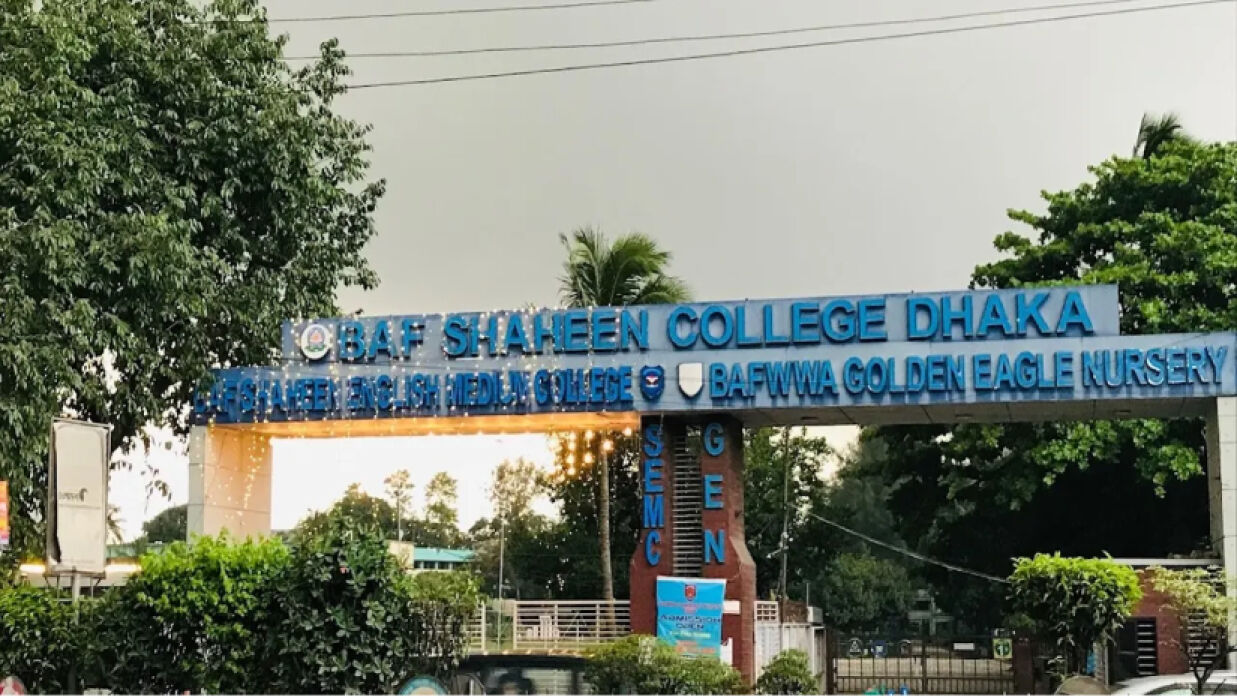 BAF SHAHEEN COLLEGE DHAKA
BAF SHAHEEN ENGLISH MEDIUM COLLEGE BAFWWA GOLDEN EAGLE NURSERY
SEMC
GEN
ADMISSION
OPEN